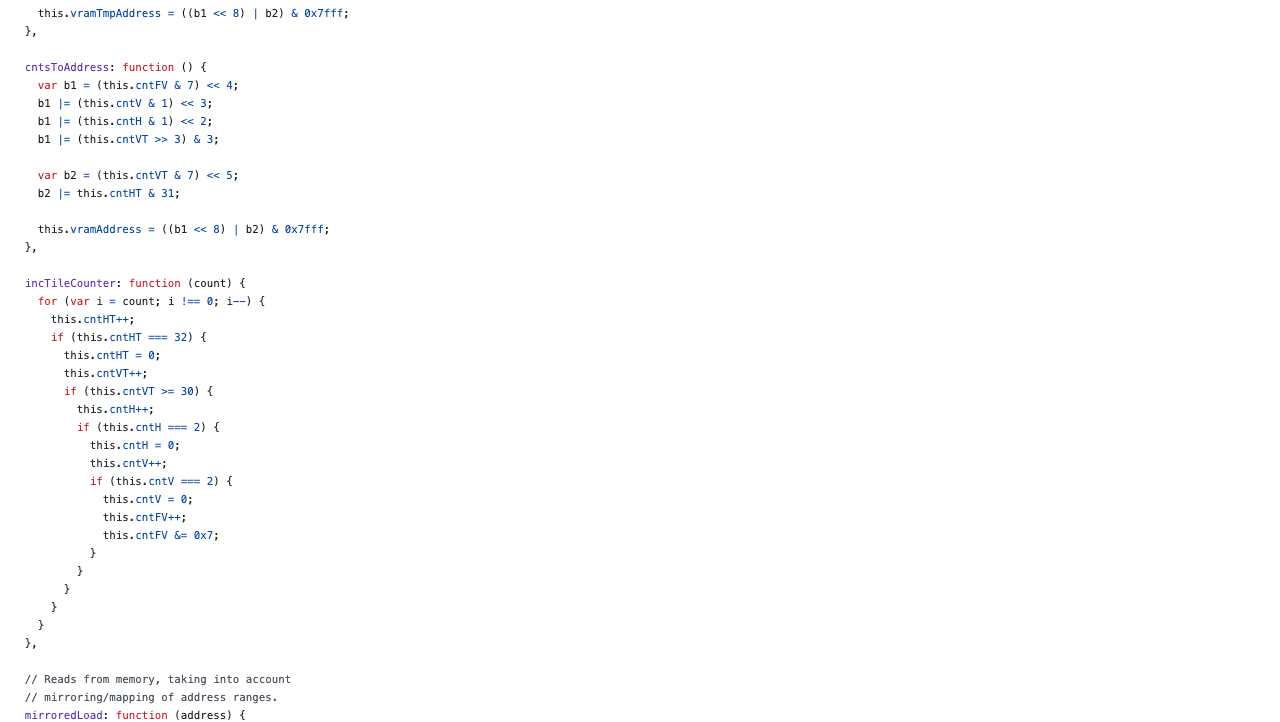 this.vramTmpAddress = ((b1 << 8) | b2) & 0x7fff;
},
cntsToAddress: function () {
var b1 = (this.cntFV & 7) << 4;
b1 |= (this.cntV & 1) << 3;
b1 |= (this.cntH & 1) << 2;
b1 |= (this.cntVT >> 3) & 3;
var b2 = (this.cntVT & 7) << 5;
b2 |= this.cntHT & 31;
this.vramAddress = ((b1 << 8) | b2) & 0x7fff;
},
incTileCounter: function (count) {
for (var i = count; i !== 0; i--) {
this.cntHT++;
if (this.cntHT === 32) {
this.cntHT = 0;
this.cntVT++;
if (this.cntVT >= 30) {
this.cntH++;
if (this.cntH === 2) {
this.cntH = 0;
this.cntV++;
if (this.cntV === 2) {
this.cntV = 0;
this.cntFV++;
this.cntFV &= 0x7;
}
}
}
}
}
},
// Reads from memory, taking into account
// mirroring/mapping of address ranges.
mirroredLoad: function (address) {